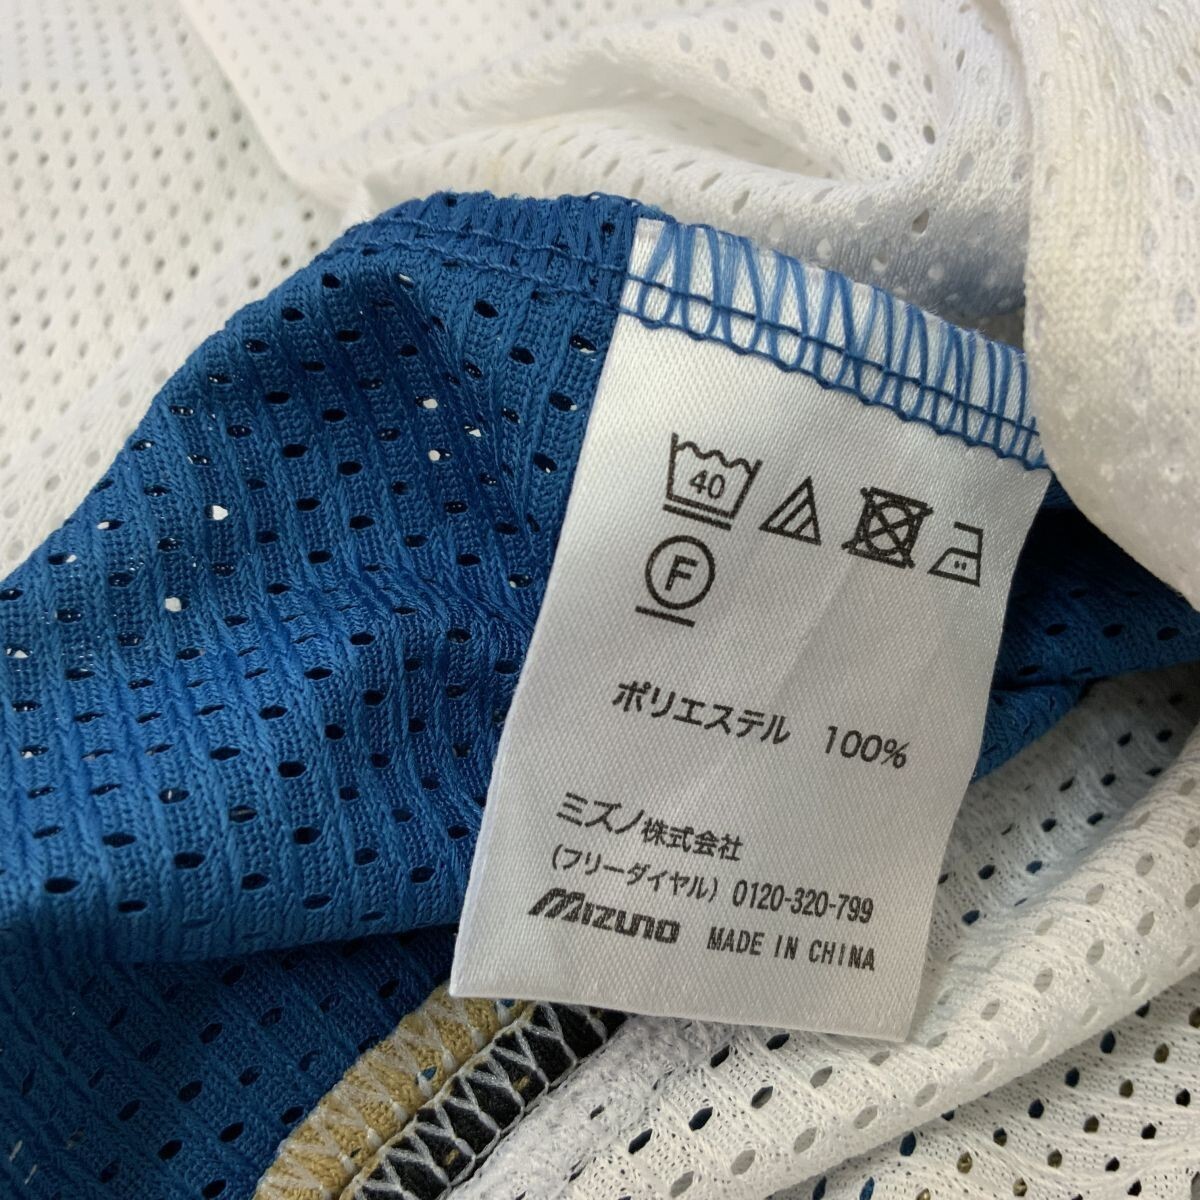 40
F
ポリエステル 100%
ミズノ株式会社
(フリーダイヤル) 0120-320-799
MIZUNO MADE IN CHINA